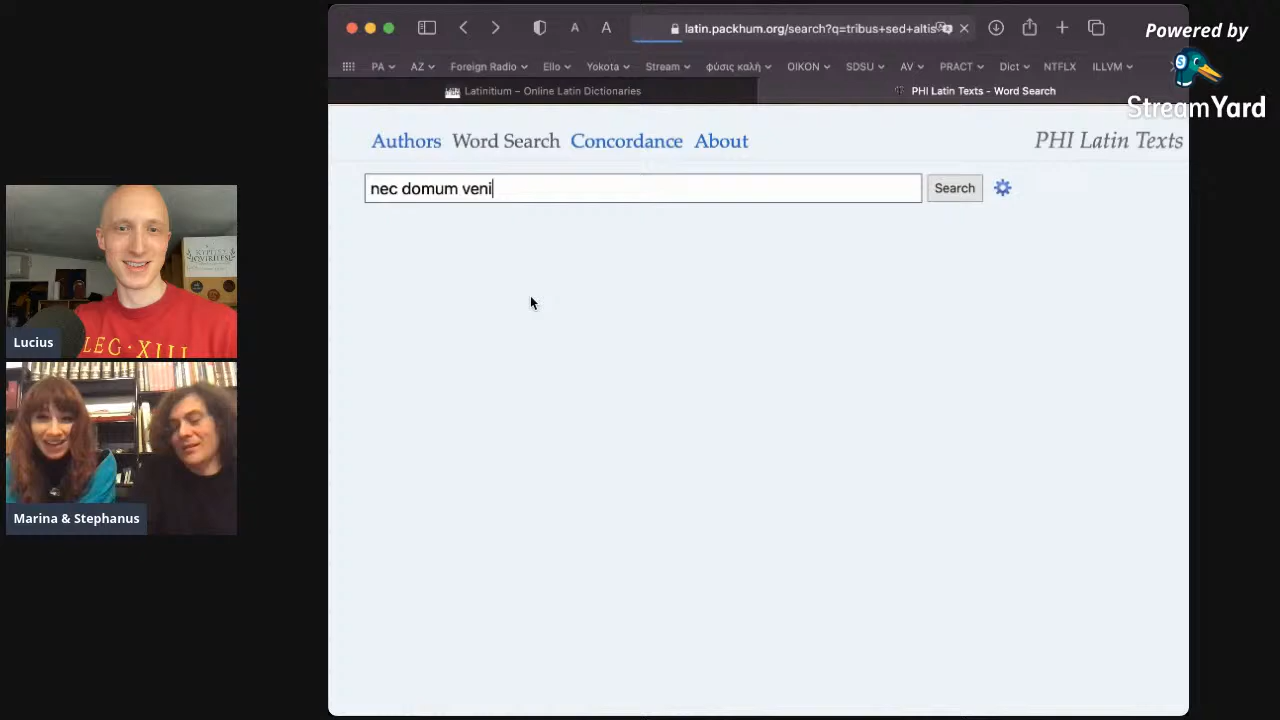 Powered by
StreamYard
latin.packhum.org/search?q=tribus+sed+altis
PA AZ Foreign Radio Ello Yokota Stream φύσις καλή OIKON SDSU AV PRACT Dict NTFLX ILLVM
Latinitium – Online Latin Dictionaries PHI Latin Texts - Word Search
Authors Word Search Concordance About PHI Latin Texts
nec domum veni Search
Lucius
LEG·XIII
Marina & Stephanus